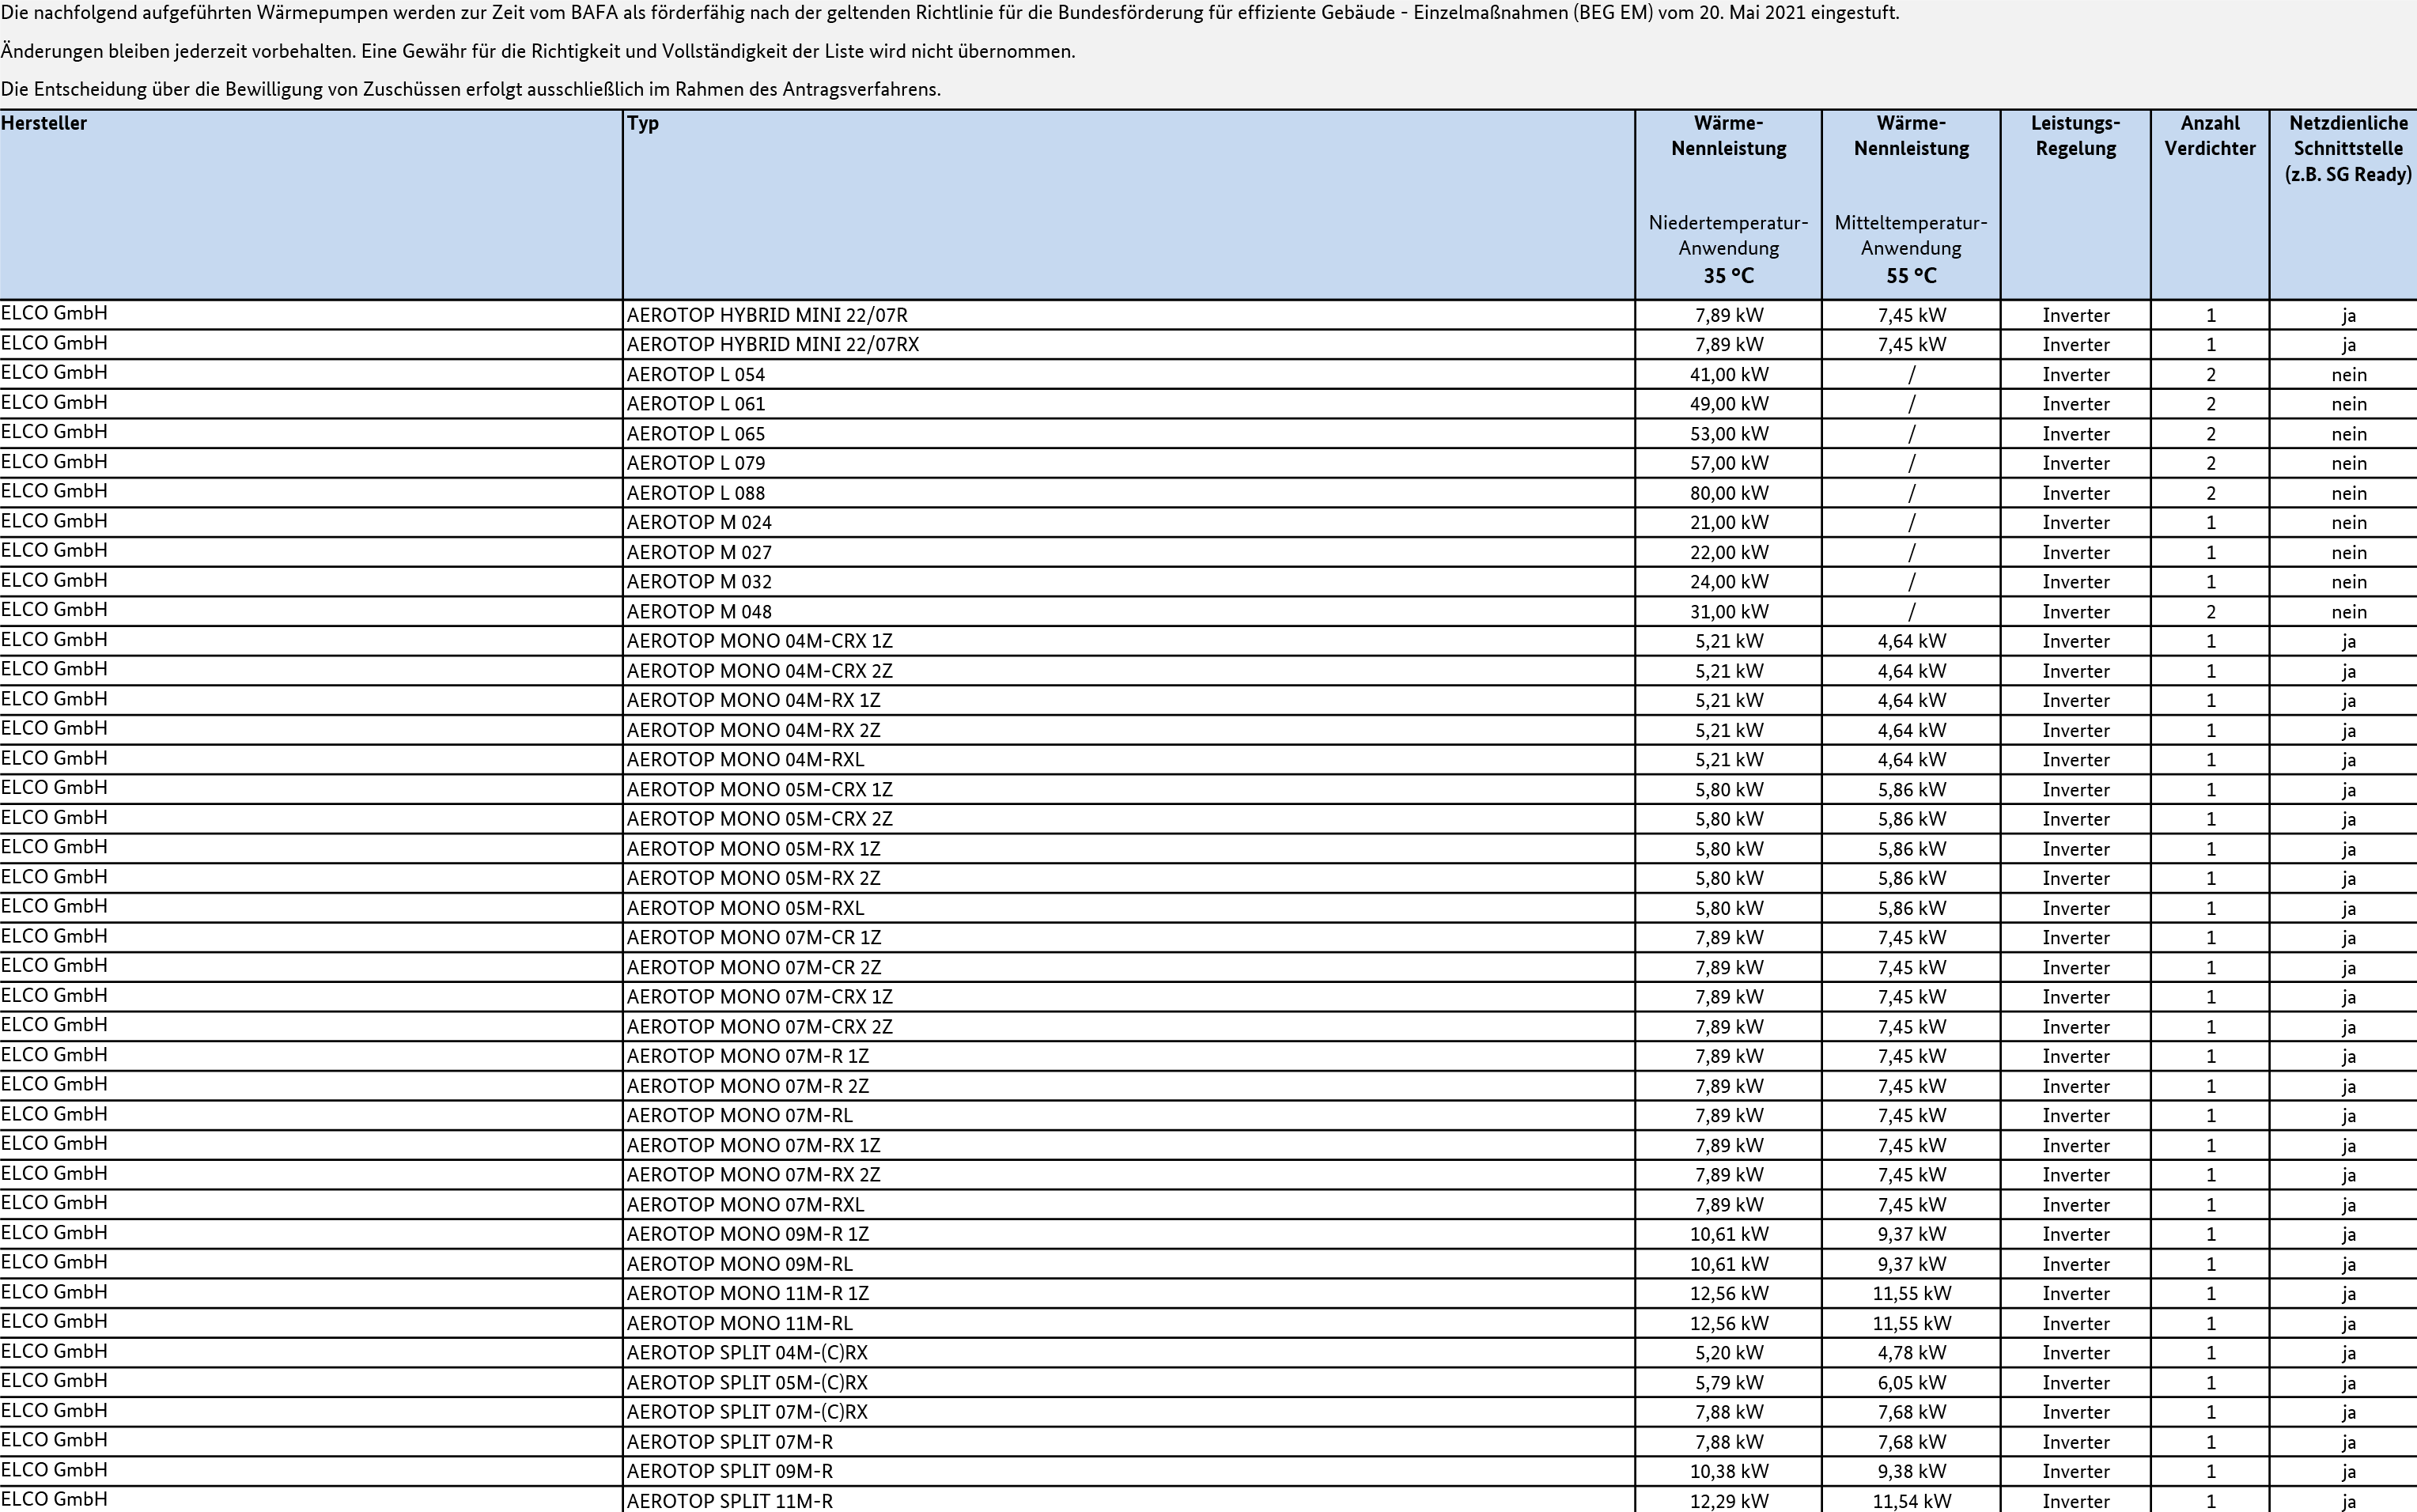 Die nachfolgend aufgeführten Wärmepumpen werden zur Zeit vom BAFA als förderfähig nach der geltenden Richtlinie für die Bundesförderung für effiziente Gebäude - Einzelmaßnahmen (BEG EM) vom 20. Mai 2021 eingestuft.
Änderungen bleiben jederzeit vorbehalten. Eine Gewähr für die Richtigkeit und Vollständigkeit der Liste wird nicht übernommen.
Die Entscheidung über die Bewilligung von Zuschüssen erfolgt ausschließlich im Rahmen des Antragsverfahrens.
Hersteller Typ Wärme- Wärme- Leistungs- Anzahl Netzdienliche
Nennleistung Nennleistung Regelung Verdichter Schnittstelle
(z.B. SG Ready)
Niedertemperatur- Mitteltemperatur-
Anwendung Anwendung
35 °C 55 °C
ELCO GmbH AEROTOP HYBRID MINI 22/07R 7,89 kW 7,45 kW Inverter 1 ja
ELCO GmbH AEROTOP HYBRID MINI 22/07RX 7,89 kW 7,45 kW Inverter 1 ja
ELCO GmbH AEROTOP L 054 41,00 kW / Inverter 2 nein
ELCO GmbH AEROTOP L 061 49,00 kW / Inverter 2 nein
ELCO GmbH AEROTOP L 065 53,00 kW / Inverter 2 nein
ELCO GmbH AEROTOP L 079 57,00 kW / Inverter 2 nein
ELCO GmbH AEROTOP L 088 80,00 kW / Inverter 2 nein
ELCO GmbH AEROTOP M 024 21,00 kW / Inverter 1 nein
ELCO GmbH AEROTOP M 027 22,00 kW / Inverter 1 nein
ELCO GmbH AEROTOP M 032 24,00 kW / Inverter 1 nein
ELCO GmbH AEROTOP M 048 31,00 kW / Inverter 2 nein
ELCO GmbH AEROTOP MONO 04M-CRX 1Z 5,21 kW 4,64 kW Inverter 1 ja
ELCO GmbH AEROTOP MONO 04M-CRX 2Z 5,21 kW 4,64 kW Inverter 1 ja
ELCO GmbH AEROTOP MONO 04M-RX 1Z 5,21 kW 4,64 kW Inverter 1 ja
ELCO GmbH AEROTOP MONO 04M-RX 2Z 5,21 kW 4,64 kW Inverter 1 ja
ELCO GmbH AEROTOP MONO 04M-RXL 5,21 kW 4,64 kW Inverter 1 ja
ELCO GmbH AEROTOP MONO 05M-CRX 1Z 5,80 kW 5,86 kW Inverter 1 ja
ELCO GmbH AEROTOP MONO 05M-CRX 2Z 5,80 kW 5,86 kW Inverter 1 ja
ELCO GmbH AEROTOP MONO 05M-RX 1Z 5,80 kW 5,86 kW Inverter 1 ja
ELCO GmbH AEROTOP MONO 05M-RX 2Z 5,80 kW 5,86 kW Inverter 1 ja
ELCO GmbH AEROTOP MONO 05M-RXL 5,80 kW 5,86 kW Inverter 1 ja
ELCO GmbH AEROTOP MONO 07M-CR 1Z 7,89 kW 7,45 kW Inverter 1 ja
ELCO GmbH AEROTOP MONO 07M-CR 2Z 7,89 kW 7,45 kW Inverter 1 ja
ELCO GmbH AEROTOP MONO 07M-CRX 1Z 7,89 kW 7,45 kW Inverter 1 ja
ELCO GmbH AEROTOP MONO 07M-CRX 2Z 7,89 kW 7,45 kW Inverter 1 ja
ELCO GmbH AEROTOP MONO 07M-R 1Z 7,89 kW 7,45 kW Inverter 1 ja
ELCO GmbH AEROTOP MONO 07M-R 2Z 7,89 kW 7,45 kW Inverter 1 ja
ELCO GmbH AEROTOP MONO 07M-RL 7,89 kW 7,45 kW Inverter 1 ja
ELCO GmbH AEROTOP MONO 07M-RX 1Z 7,89 kW 7,45 kW Inverter 1 ja
ELCO GmbH AEROTOP MONO 07M-RX 2Z 7,89 kW 7,45 kW Inverter 1 ja
ELCO GmbH AEROTOP MONO 07M-RXL 7,89 kW 7,45 kW Inverter 1 ja
ELCO GmbH AEROTOP MONO 09M-R 1Z 10,61 kW 9,37 kW Inverter 1 ja
ELCO GmbH AEROTOP MONO 09M-RL 10,61 kW 9,37 kW Inverter 1 ja
ELCO GmbH AEROTOP MONO 11M-R 1Z 12,56 kW 11,55 kW Inverter 1 ja
ELCO GmbH AEROTOP MONO 11M-RL 12,56 kW 11,55 kW Inverter 1 ja
ELCO GmbH AEROTOP SPLIT 04M-(C)RX 5,20 kW 4,78 kW Inverter 1 ja
ELCO GmbH AEROTOP SPLIT 05M-(C)RX 5,79 kW 6,05 kW Inverter 1 ja
ELCO GmbH AEROTOP SPLIT 07M-(C)RX 7,88 kW 7,68 kW Inverter 1 ja
ELCO GmbH AEROTOP SPLIT 07M-R 7,88 kW 7,68 kW Inverter 1 ja
ELCO GmbH AEROTOP SPLIT 09M-R 10,38 kW 9,38 kW Inverter 1 ja
ELCO GmbH AEROTOP SPLIT 11M-R 12,29 kW 11,54 kW Inverter 1 ja